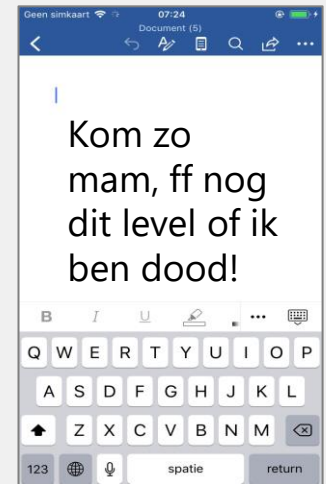 Geen simkaart 07:24
Document (5)
Kom zo
mam, ff nog
dit level of ik
ben dood!
B I U
Q W E R T Y U I O P
A S D F G H J K L
Z X C V B N M
123 spatie return